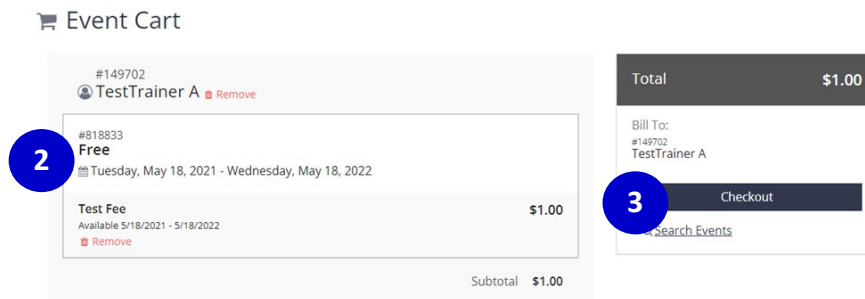 Event Cart
#149702
TestTrainer A Remove
2
#818833
Free
Tuesday, May 18, 2021 - Wednesday, May 18, 2022
Test Fee $1.00
Available 5/18/2021 - 5/18/2022
Remove
Subtotal $1.00
Total $1.00
Bill To:
#149702
TestTrainer A
3 Checkout
Search Events